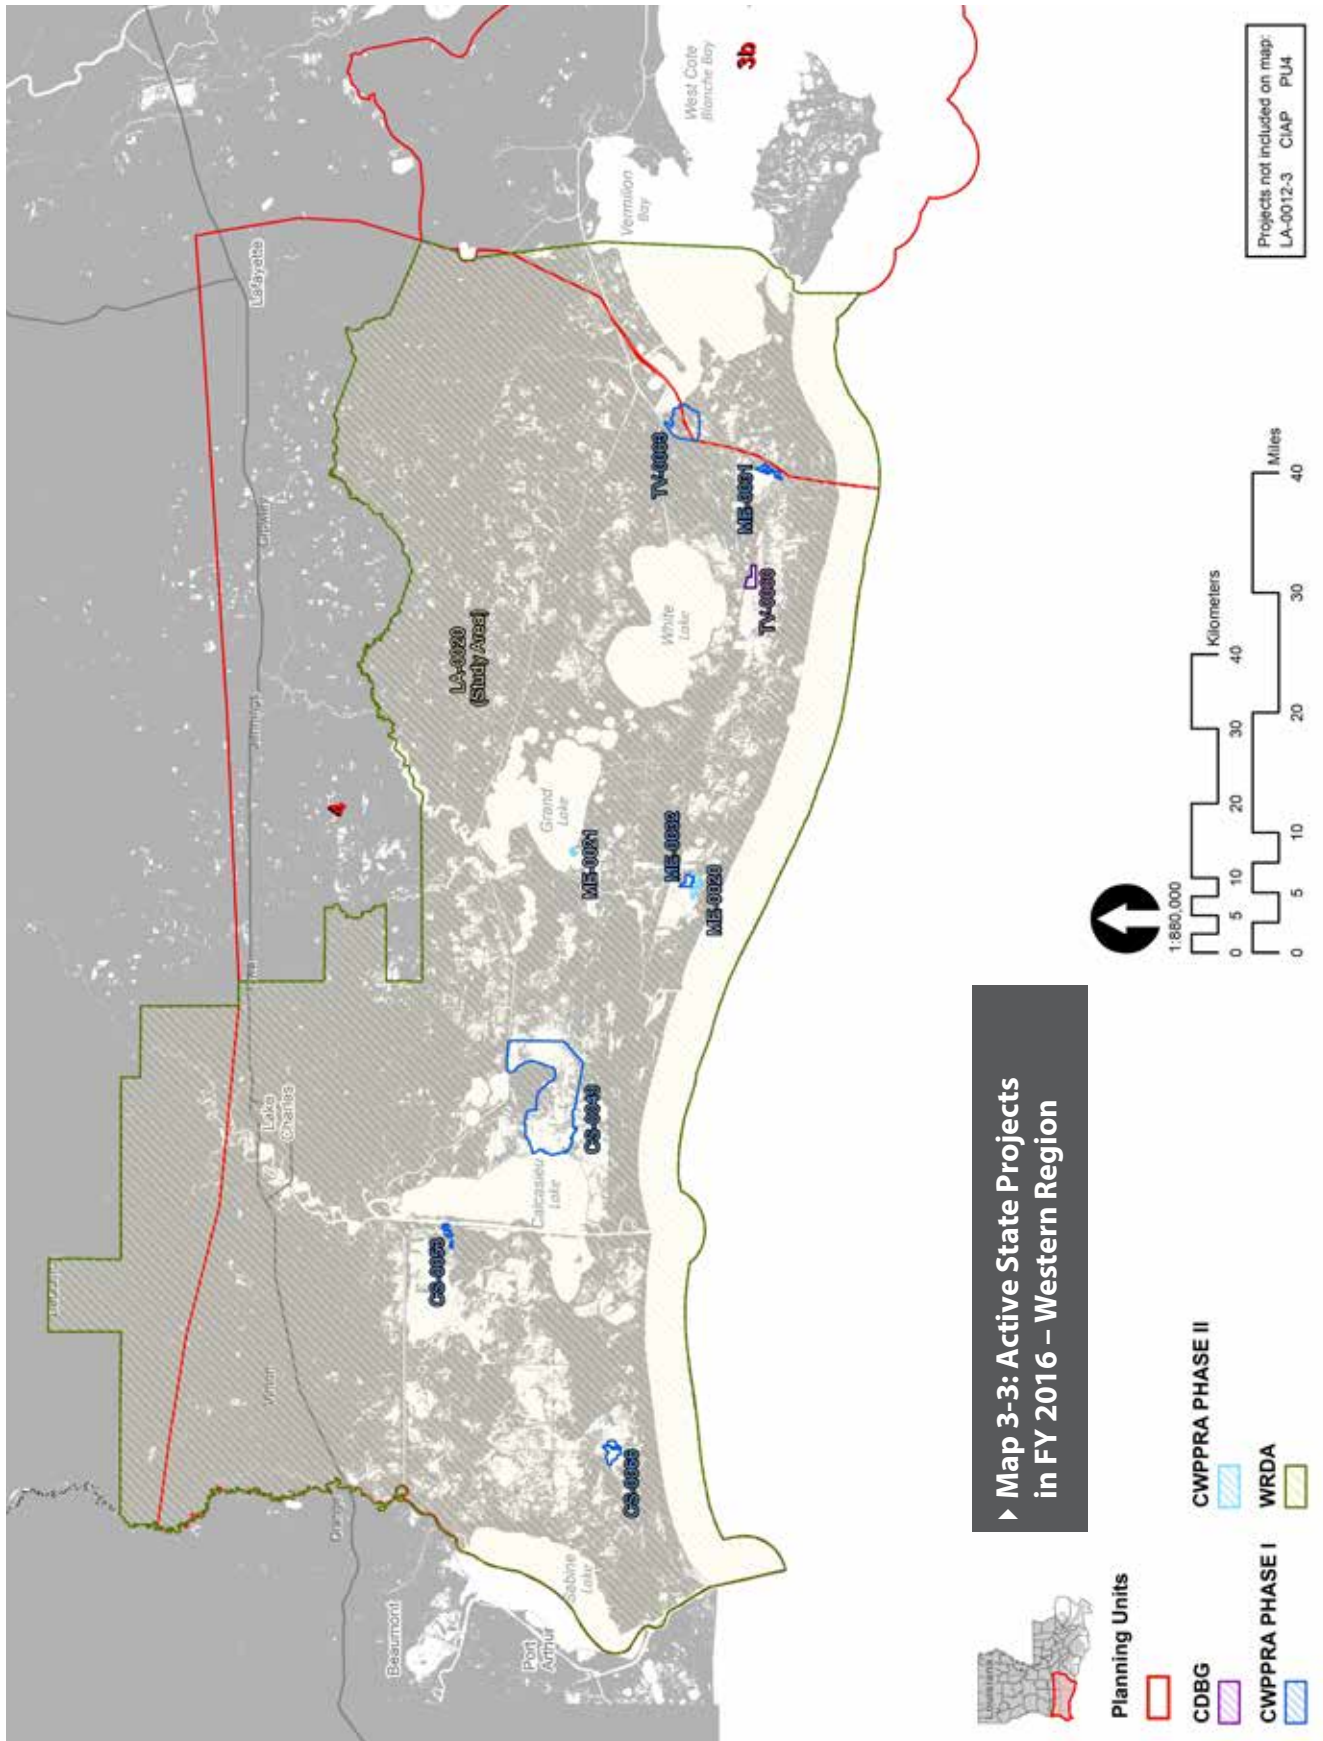 West Cote
Blanche Bay
3b
Vermilion
Bay
Lafayette
Crowley
Jennings
4
LA-0020
(Study Area)
White
Lake
Grand
Lake
TV-0063
ME-0031
ME-0021
ME-0032
ME-0020
Lake
Charles
Calcasieu
Lake
CS-0049
CS-0053
CS-0066
Vinton
Orange
Sabine
Lake
Beaumont
Port
Arthur
Projects not included on map:
LA-0012-3 CIAP PU4
1:880,000
0 5 10 20 30 40
Kilometers
0 5 10 20 30 40
Miles
Map 3-3: Active State Projects
in FY 2016 – Western Region
Louisiana
Planning Units
CDBG
CWPPRA PHASE I
CWPPRA PHASE II
WRDA